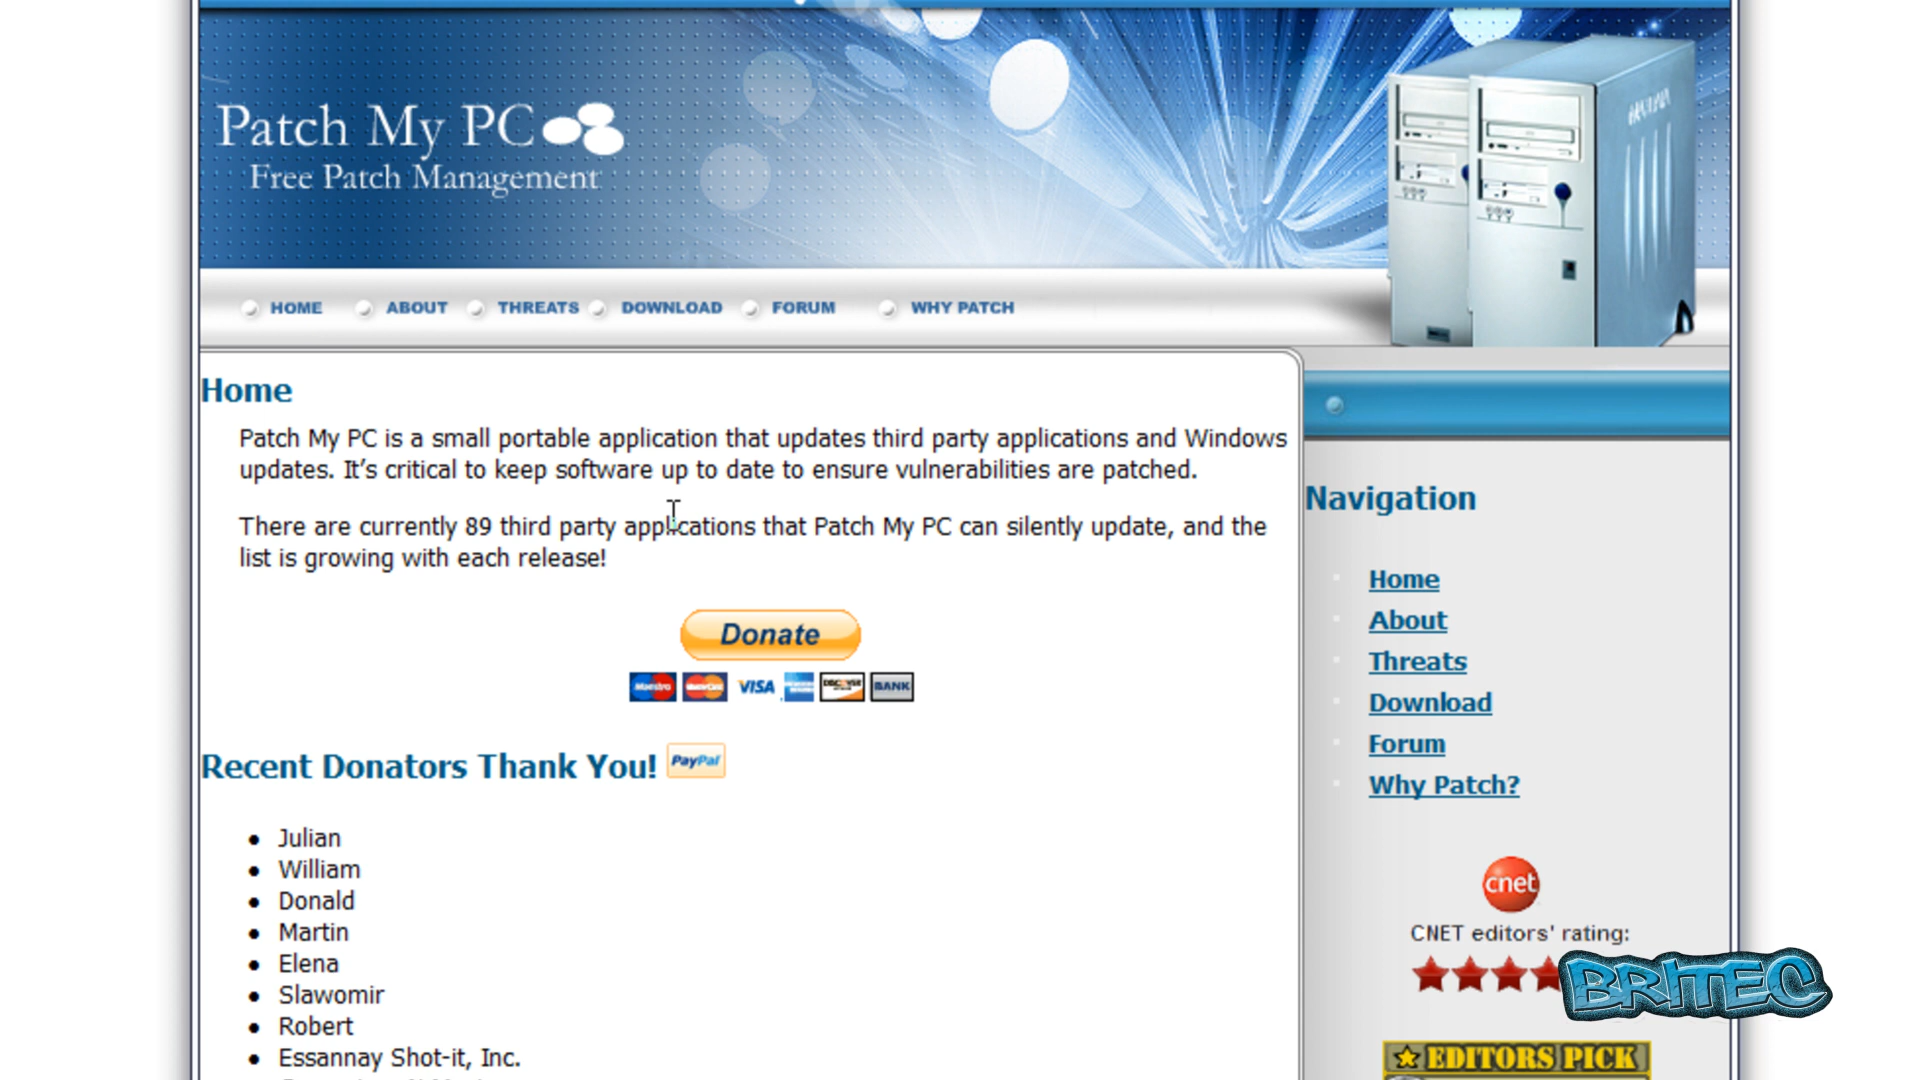 Patch My PC
Free Patch Management
HOME ABOUT THREATS DOWNLOAD FORUM WHY PATCH
Home
Patch My PC is a small portable application that updates third party applications and Windows
updates. It’s critical to keep software up to date to ensure vulnerabilities are patched.
There are currently 89 third party applications that Patch My PC can silently update, and the
list is growing with each release!
Donate
Maestro MasterCard VISA DISCOVER BANK
Recent Donators Thank You! PayPal
Julian
William
Donald
Martin
Elena
Slawomir
Robert
Essannay Shot-it, Inc.
Navigation
Home
About
Threats
Download
Forum
Why Patch?
cnet
CNET editors' rating:
BRITEC
EDITORS PICK